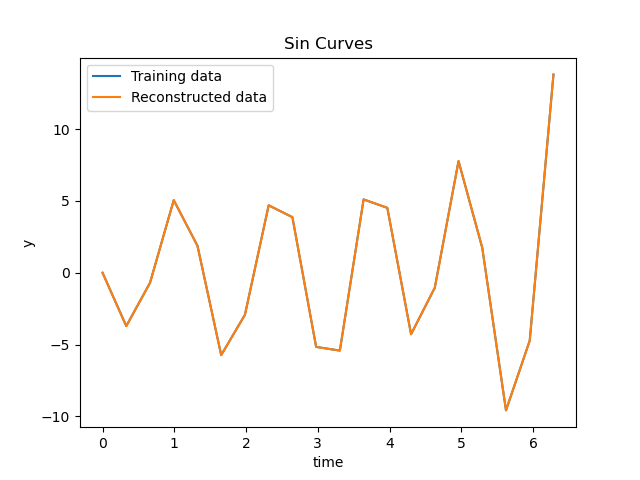 Sin Curves
Training data
Reconstructed data
10
5
0
−5
−10
y
0 1 2 3 4 5 6
time